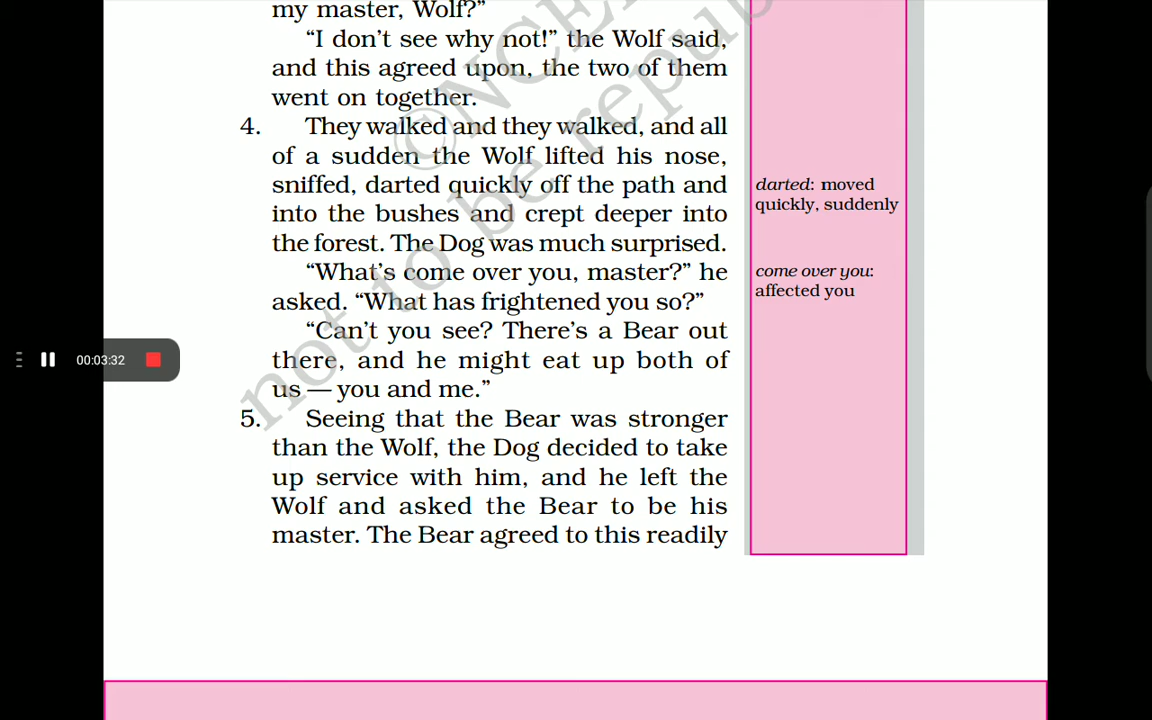 my master, Wolf?”
“I don’t see why not!” the Wolf said,
and this agreed upon, the two of them
went on together.
4. They walked and they walked, and all
of a sudden the Wolf lifted his nose,
sniffed, darted quickly off the path and
into the bushes and crept deeper into
the forest. The Dog was much surprised.
“What’s come over you, master?” he
asked. “What has frightened you so?”
“Can’t you see? There’s a Bear out
there, and he might eat up both of
us — you and me.”
5. Seeing that the Bear was stronger
than the Wolf, the Dog decided to take
up service with him, and he left the
Wolf and asked the Bear to be his
master. The Bear agreed to this readily
darted: moved
quickly, suddenly
come over you:
affected you
00:03:32
©NCE
not to be repub